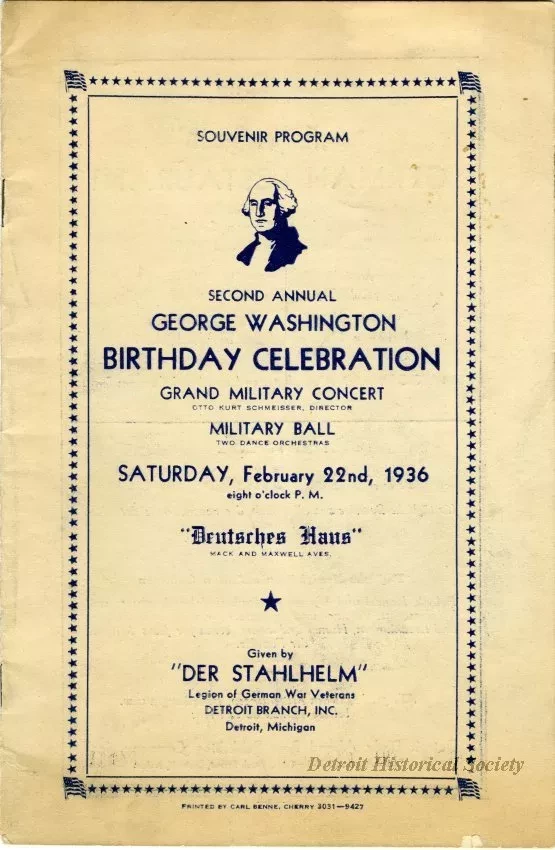 SOUVENIR PROGRAM
SECOND ANNUAL
GEORGE WASHINGTON
BIRTHDAY CELEBRATION
GRAND MILITARY CONCERT
OTTO KURT SCHMEISSER, DIRECTOR
MILITARY BALL
TWO DANCE ORCHESTRAS
SATURDAY, February 22nd, 1936
eight o'clock P. M.
"Deutsches Haus"
MACK AND MAXWELL AVES.
Given by
"DER STAHLHELM"
Legion of German War Veterans
DETROIT BRANCH, INC.
Detroit, Michigan
Detroit Historical Society
PRINTED BY CARL BENNE, CHERRY 3031—9427